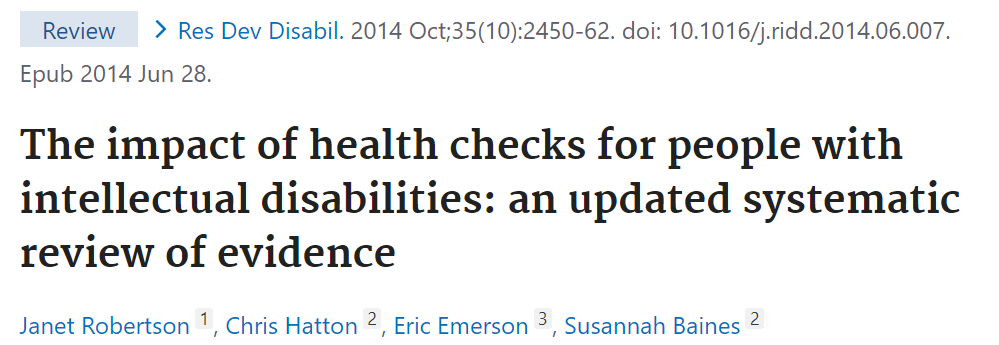 Review > Res Dev Disabil. 2014 Oct;35(10):2450-62. doi: 10.1016/j.ridd.2014.06.007.
Epub 2014 Jun 28.
The impact of health checks for people with
intellectual disabilities: an updated systematic
review of evidence
Janet Robertson 1, Chris Hatton 2, Eric Emerson 3, Susannah Baines 2